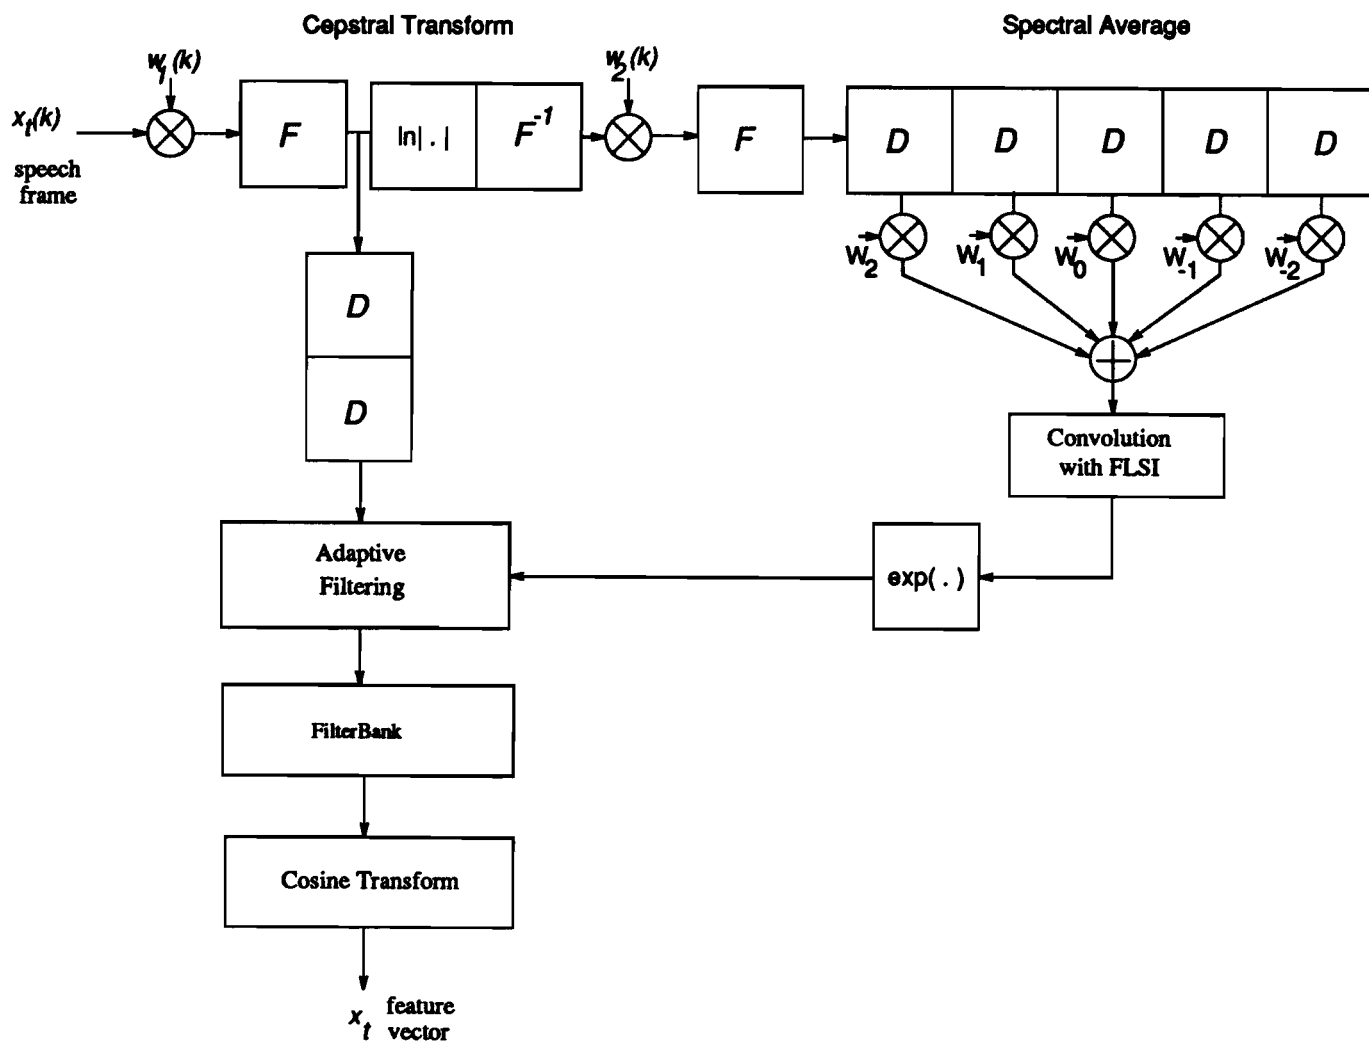 Cepstral Transform
Spectral Average
w₁(k)
w₂(k)
xₜ(k)
F
ln| . |
F⁻¹
F
D
D
D
D
D
speech
frame
W₂
W₁
W₀
W₋₁
W₋₂
D
D
Convolution
with FLSI
Adaptive
Filtering
exp( . )
FilterBank
Cosine Transform
xₜ
feature
vector